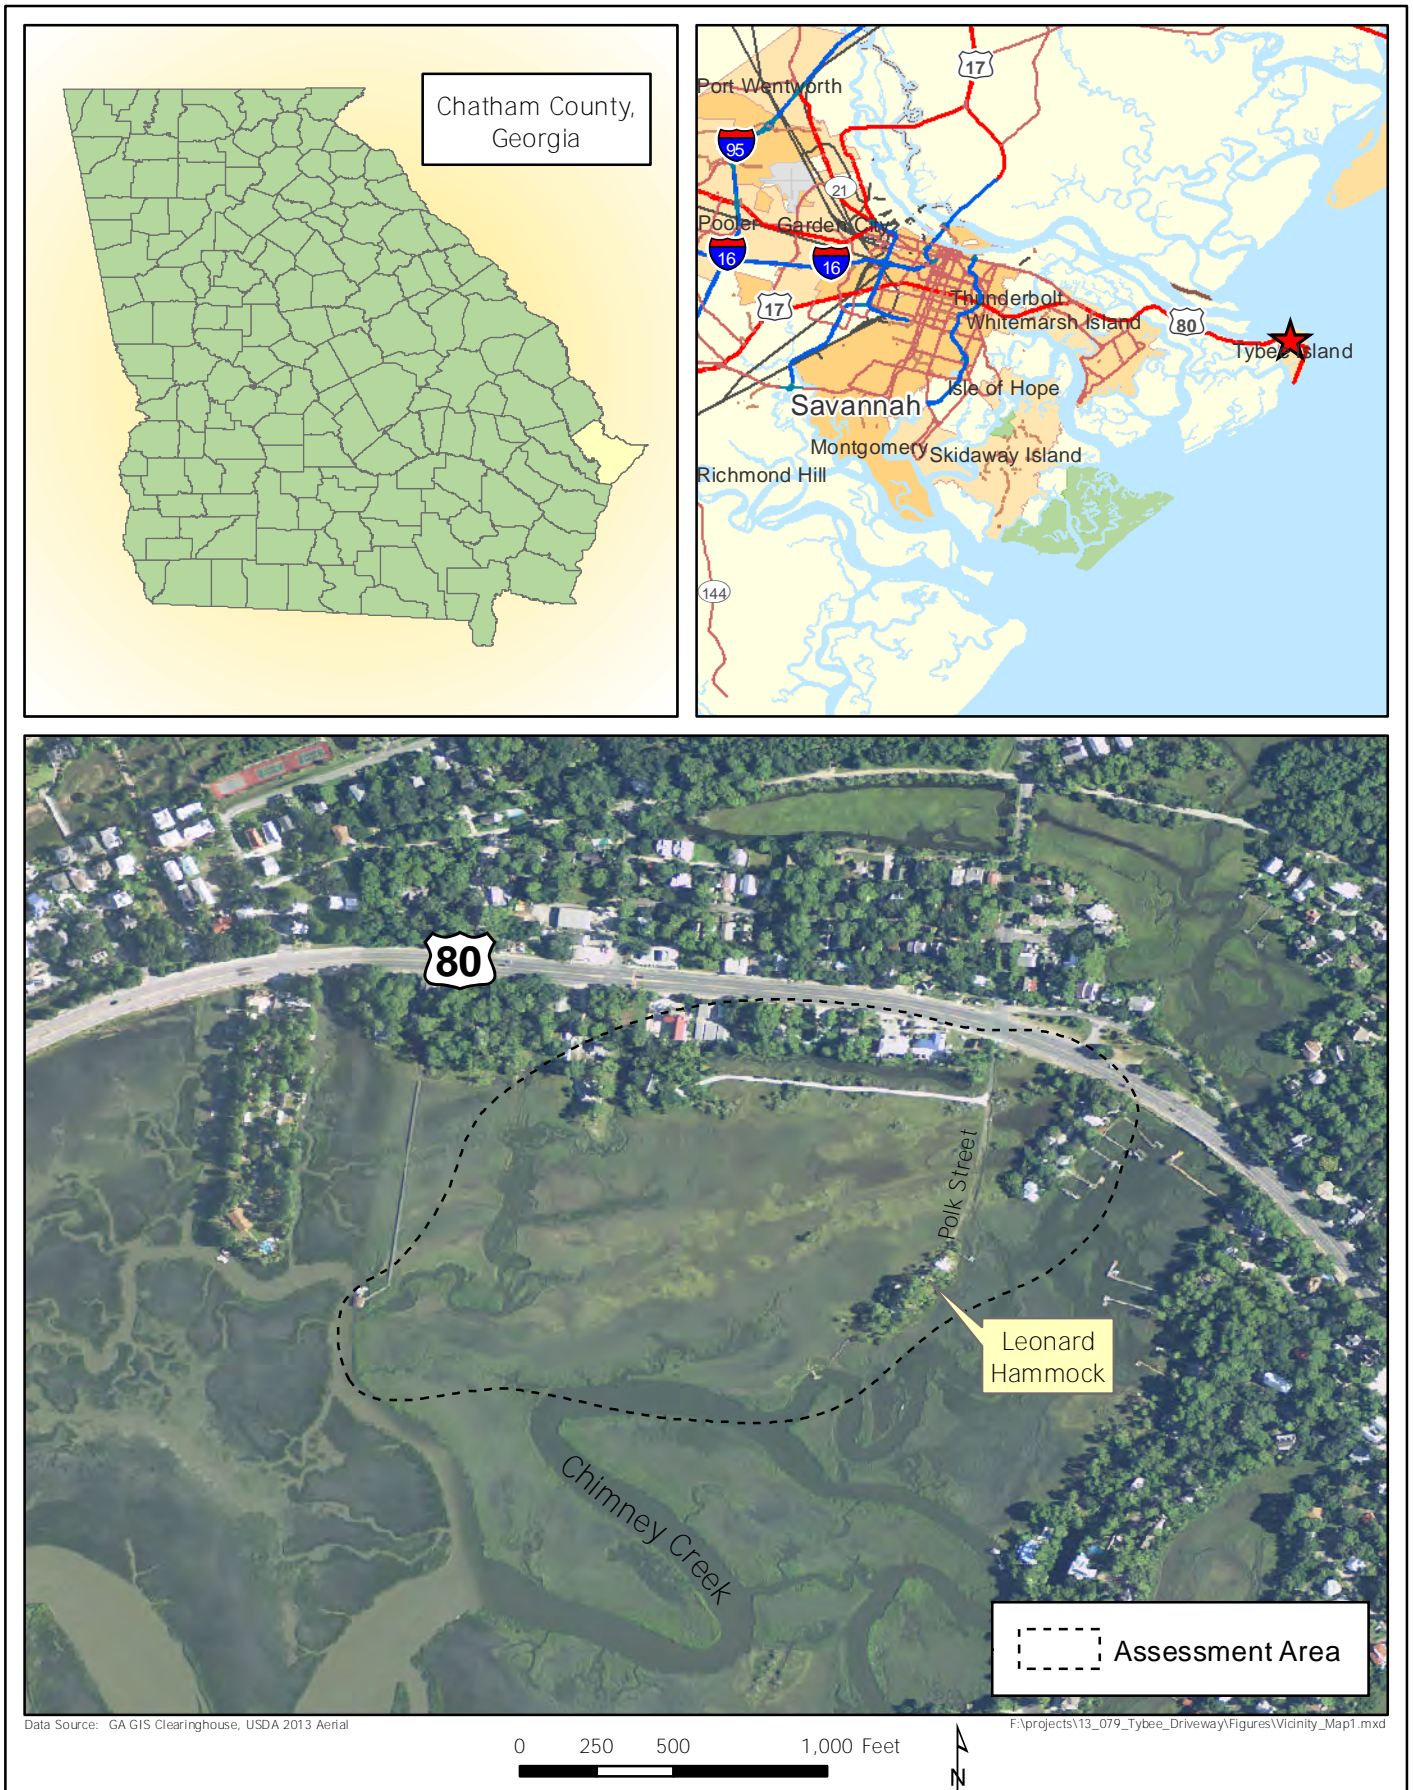 Chatham County,
Georgia
17
Port Wentworth
95
21
Pooler
Garden City
16
16
17
Thunderbolt
Whitemarsh Island
80
Tybee Island
Isle of Hope
Savannah
Montgomery
Skidaway Island
Richmond Hill
144
80
Polk Street
Leonard
Hammock
Chimney Creek
Assessment Area
Data Source: GA GIS Clearinghouse, USDA 2013 Aerial
F:\projects\13_079_Tybee_Driveway\Figures\Vicinity_Map1.mxd
0 250 500 1,000 Feet
N